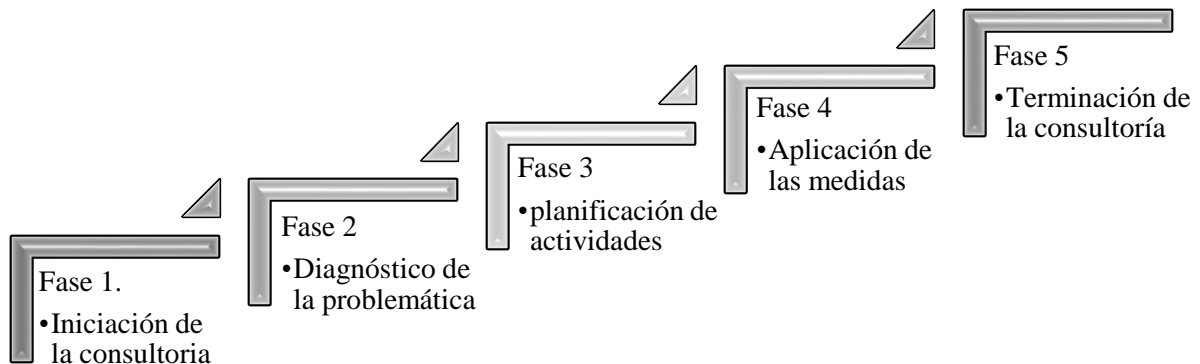 Fase 1.
•Iniciación de
la consultoria
Fase 2
•Diagnóstico de
la problemática
Fase 3
•planificación de
actividades
Fase 4
•Aplicación de
las medidas
Fase 5
•Terminación de
la consultoría